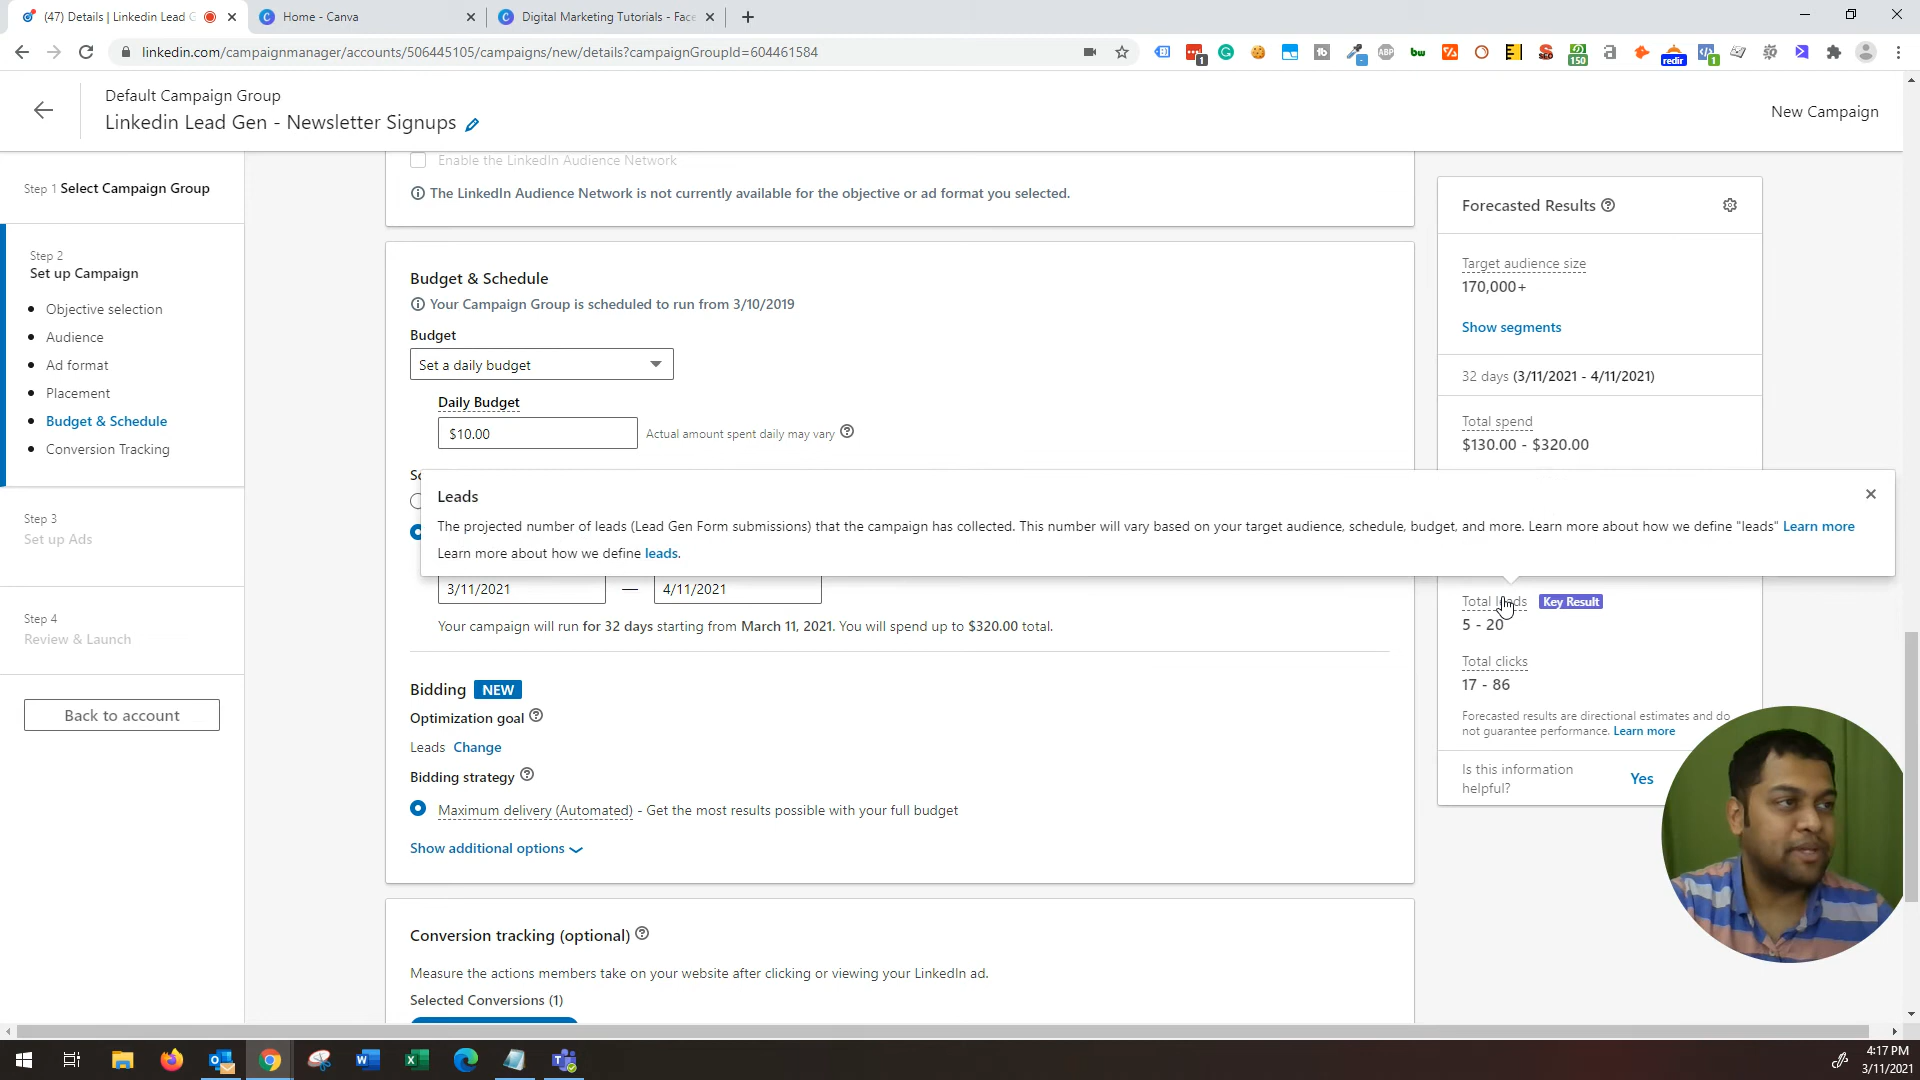 (47) Details | Linkedin Lead G
Home - Canva
Digital Marketing Tutorials - Face
linkedin.com/campaignmanager/accounts/506445105/campaigns/new/details?campaignGroupId=604461584
Default Campaign Group
Linkedin Lead Gen - Newsletter Signups
New Campaign
Step 1 Select Campaign Group
Step 2
Set up Campaign
Objective selection
Audience
Ad format
Placement
Budget & Schedule
Conversion Tracking
Step 3
Set up Ads
Step 4
Review & Launch
Back to account
Enable the LinkedIn Audience Network
The LinkedIn Audience Network is not currently available for the objective or ad format you selected.
Budget & Schedule
Your Campaign Group is scheduled to run from 3/10/2019
Budget
Set a daily budget
Daily Budget
$10.00
Actual amount spent daily may vary
Leads
The projected number of leads (Lead Gen Form submissions) that the campaign has collected. This number will vary based on your target audience, schedule, budget, and more. Learn more about how we define "leads" Learn more
Learn more about how we define leads.
3/11/2021 — 4/11/2021
Your campaign will run for 32 days starting from March 11, 2021. You will spend up to $320.00 total.
Bidding NEW
Optimization goal
Leads Change
Bidding strategy
Maximum delivery (Automated) - Get the most results possible with your full budget
Show additional options
Conversion tracking (optional)
Measure the actions members take on your website after clicking or viewing your LinkedIn ad.
Selected Conversions (1)
Forecasted Results
Target audience size
170,000+
Show segments
32 days (3/11/2021 - 4/11/2021)
Total spend
$130.00 - $320.00
Total leads Key Result
5 - 20
Total clicks
17 - 86
Forecasted results are directional estimates and do
not guarantee performance. Learn more
Is this information
helpful?
Yes
4:17 PM
3/11/2021